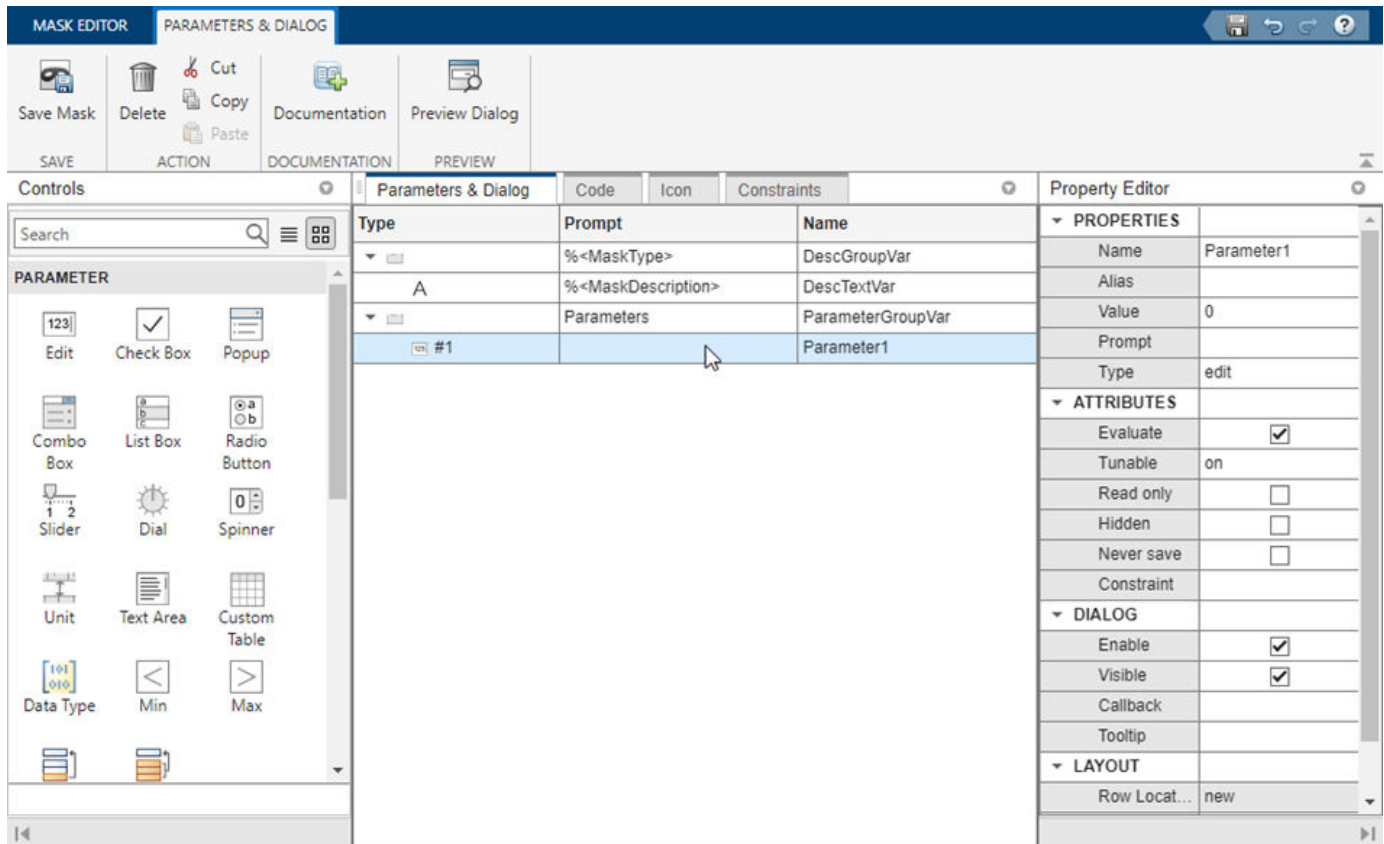 MASK EDITOR PARAMETERS & DIALOG
Save Mask
Delete
Cut
Copy
Paste
Documentation
Preview Dialog
SAVE ACTION DOCUMENTATION PREVIEW
Controls
Search
PARAMETER
Edit Check Box Popup
Combo Box
List Box
Radio Button
Slider Dial Spinner
Unit Text Area
Custom Table
Data Type Min Max
Parameters & Dialog Code Icon Constraints
Type Prompt Name
%<MaskType> DescGroupVar
A %<MaskDescription> DescTextVar
Parameters ParameterGroupVar
#1 Parameter1
Property Editor
PROPERTIES
Name Parameter1
Alias
Value 0
Prompt
Type edit
ATTRIBUTES
Evaluate
Tunable on
Read only
Hidden
Never save
Constraint
DIALOG
Enable
Visible
Callback
Tooltip
LAYOUT
Row Locat... new